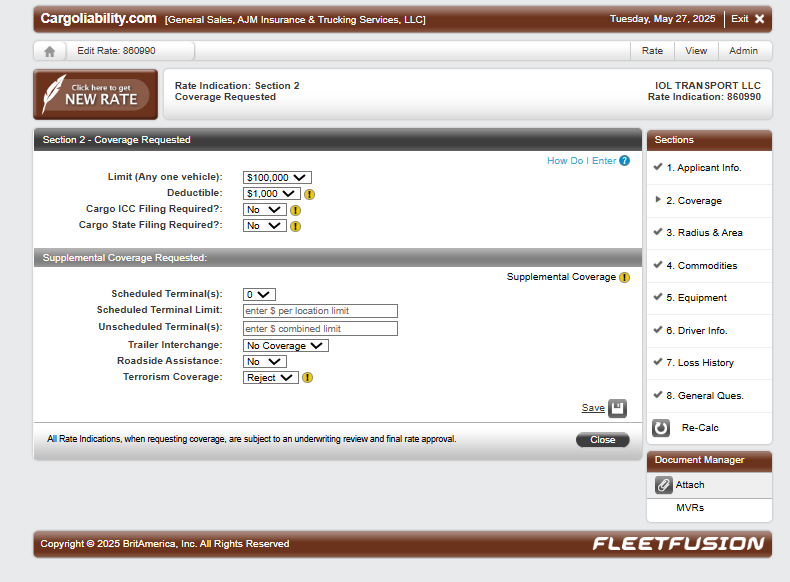 Cargoliability.com [General Sales, AJM Insurance & Trucking Services, LLC] Tuesday, May 27, 2025 Exit
Edit Rate: 860990 Rate View Admin
Click here to get
NEW RATE
Rate Indication: Section 2
Coverage Requested
IOL TRANSPORT LLC
Rate Indication: 860990
Section 2 - Coverage Requested
How Do I Enter ?
Limit (Any one vehicle): $100,000
Deductible: $1,000 !
Cargo ICC Filing Required?: No !
Cargo State Filing Required?: No !
Supplemental Coverage Requested:
Supplemental Coverage !
Scheduled Terminal(s): 0
Scheduled Terminal Limit: enter $ per location limit
Unscheduled Terminal(s): enter $ combined limit
Trailer Interchange: No Coverage
Roadside Assistance: No
Terrorism Coverage: Reject !
Save
All Rate Indications, when requesting coverage, are subject to an underwriting review and final rate approval.
Close
Sections
1. Applicant Info.
2. Coverage
3. Radius & Area
4. Commodities
5. Equipment
6. Driver Info.
7. Loss History
8. General Ques.
Re-Calc
Document Manager
Attach
MVRs
Copyright © 2025 BritAmerica, Inc. All Rights Reserved
FLEETFUSION